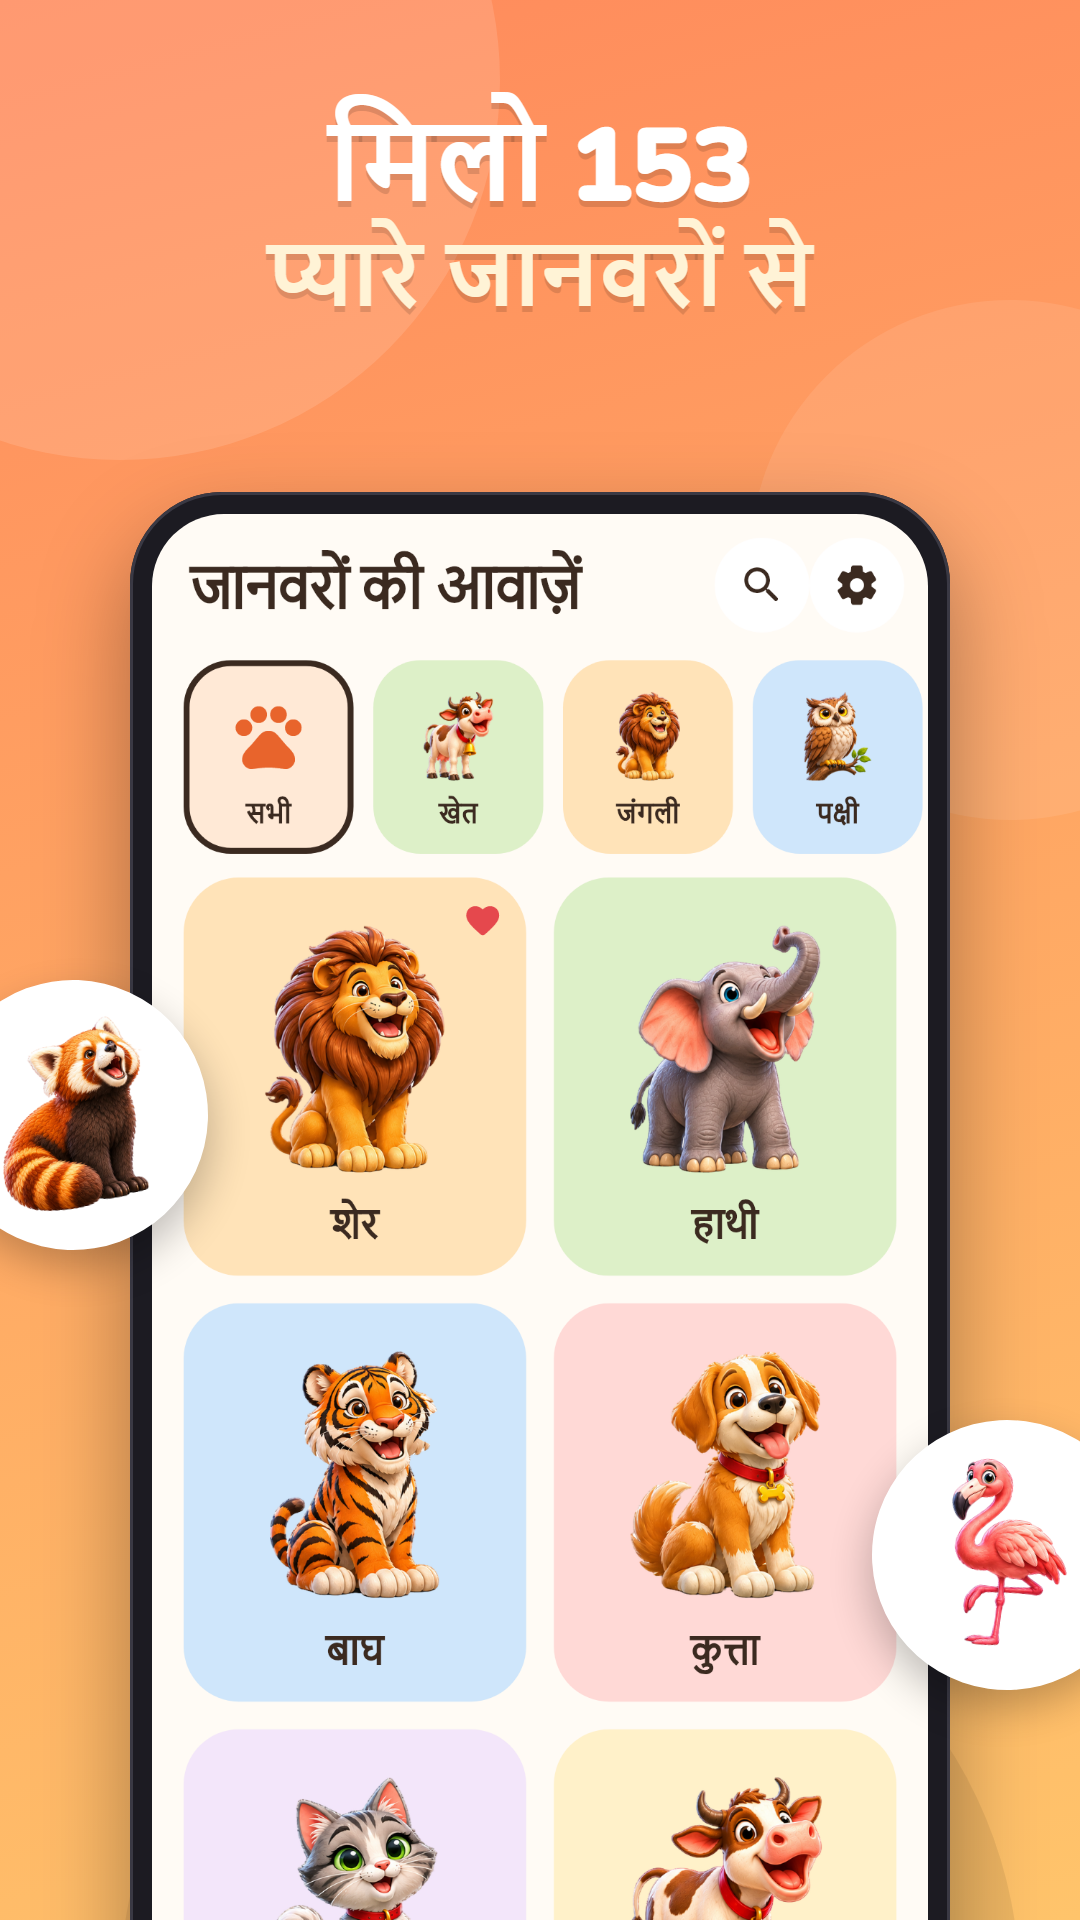 मिलो 153
प्यारे जानवरों से
जानवरों की आवाज़ें
सभी
खेत
जंगली
पक्षी
शेर
हाथी
बाघ
कुत्ता